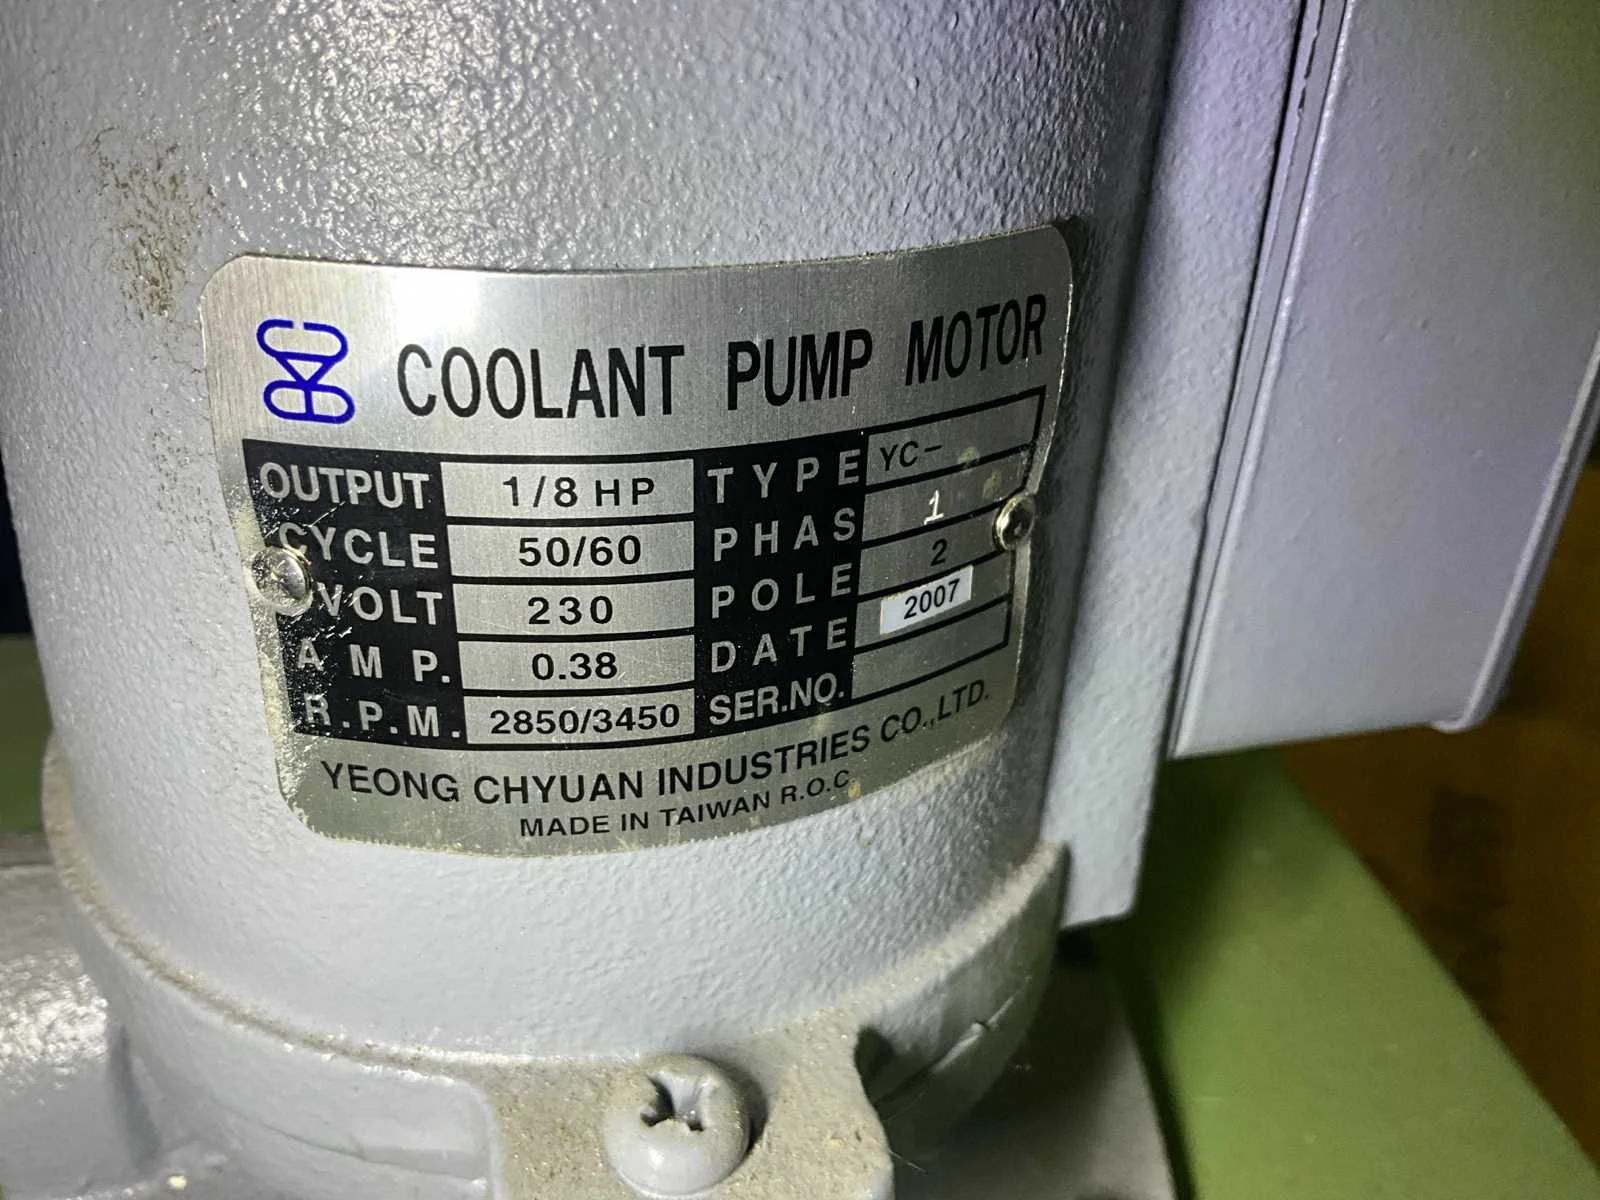 COOLANT PUMP MOTOR
OUTPUT 1/8 HP TYPE YC-
CYCLE 50/60 PHAS 1
VOLT 230 POLE 2
AMP. 0.38 DATE 2007
R.P.M. 2850/3450 SER.NO.
YEONG CHYUAN INDUSTRIES CO.,LTD.
MADE IN TAIWAN R.O.C.